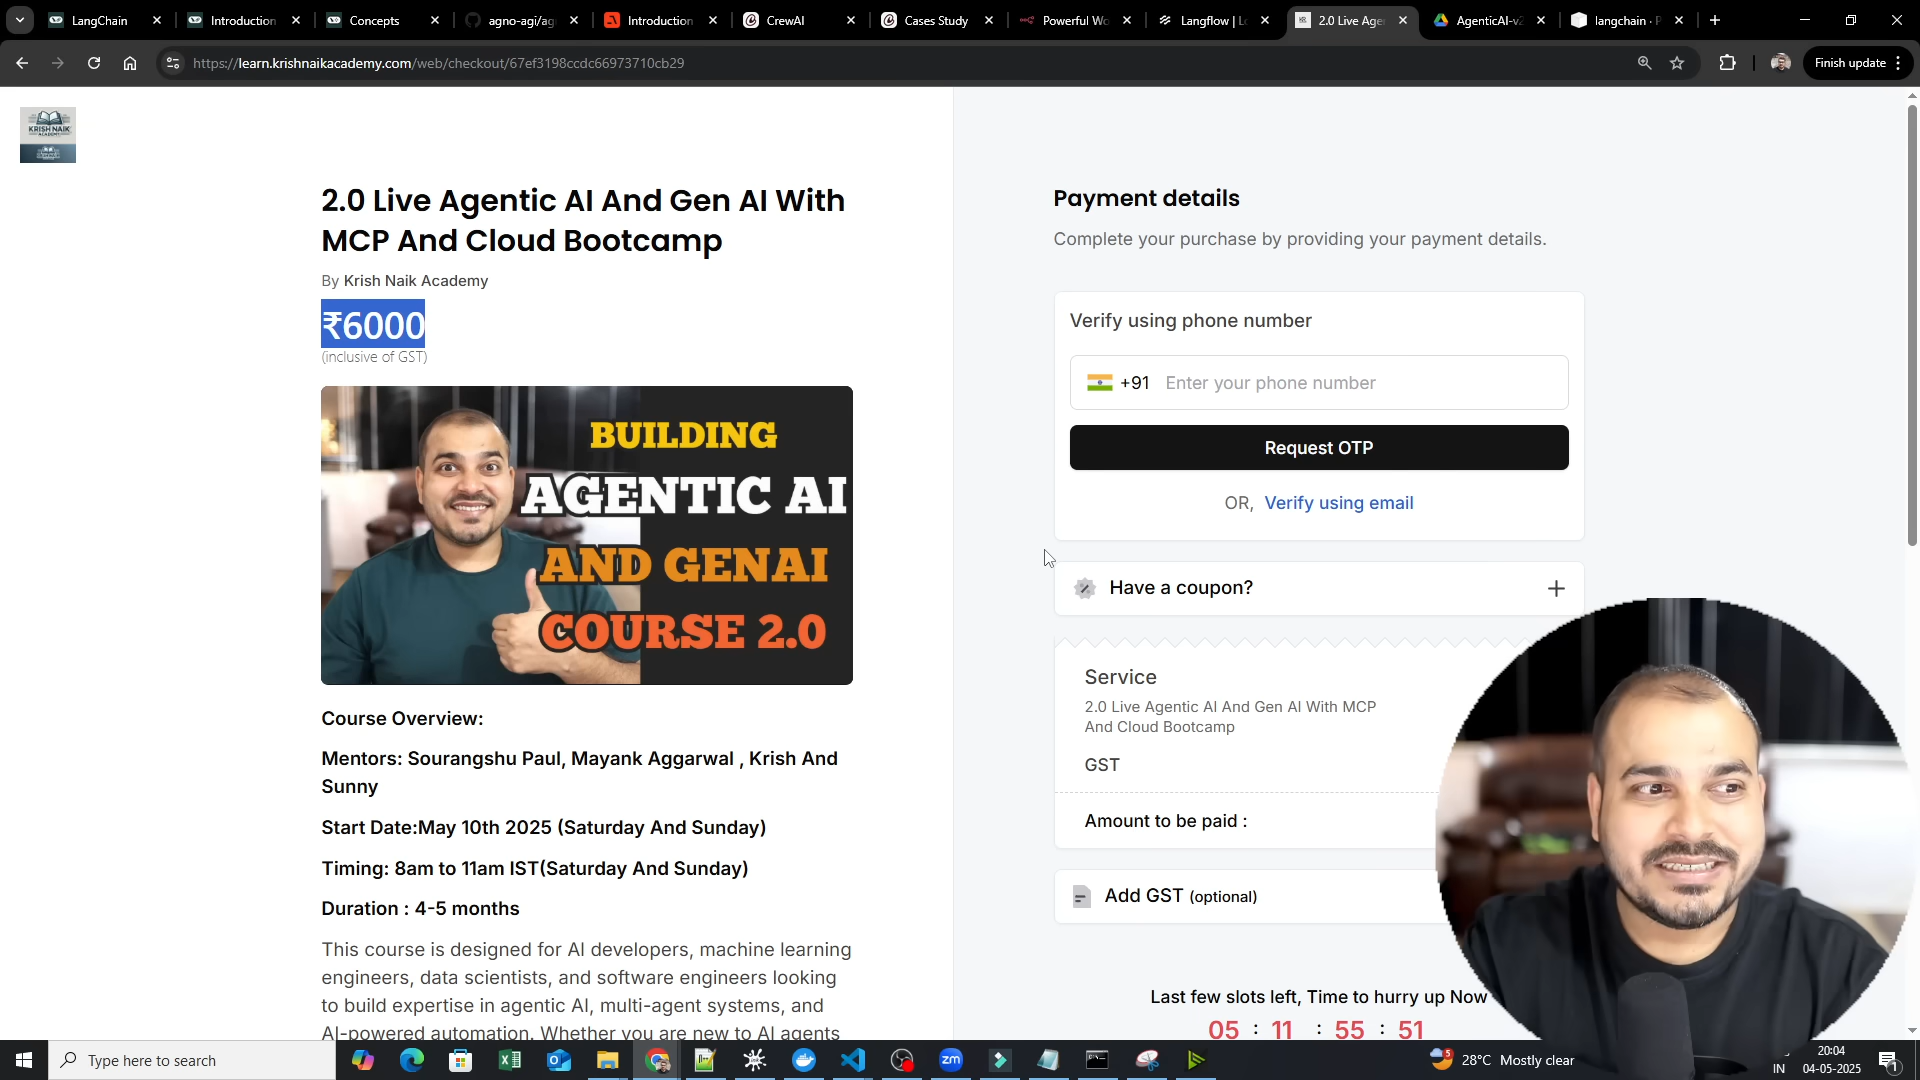 LangChain
Introduction
Concepts
agno-agi/ag
Introduction
CrewAI
Cases Study
Powerful Wo
Langflow | L
2.0 Live Age
AgenticAI-v2
langchain · P
https://learn.krishnaikacademy.com/web/checkout/67ef3198ccdc66973710cb29
Finish update
KRISH NAIK
2.0 Live Agentic AI And Gen AI With
MCP And Cloud Bootcamp
By Krish Naik Academy
₹6000
(inclusive of GST)
BUILDING
AGENTIC AI
AND GENAI
COURSE 2.0
Course Overview:
Mentors: Sourangshu Paul, Mayank Aggarwal , Krish And
Sunny
Start Date:May 10th 2025 (Saturday And Sunday)
Timing: 8am to 11am IST(Saturday And Sunday)
Duration : 4-5 months
This course is designed for AI developers, machine learning
engineers, data scientists, and software engineers looking
to build expertise in agentic AI, multi-agent systems, and
AI-powered automation. Whether you are new to AI agents
Payment details
Complete your purchase by providing your payment details.
Verify using phone number
+91 Enter your phone number
Request OTP
OR, Verify using email
Have a coupon?
Service
2.0 Live Agentic AI And Gen AI With MCP
And Cloud Bootcamp
GST
Amount to be paid :
Add GST (optional)
Last few slots left, Time to hurry up Now
05 : 11 : 55 : 51
Type here to search
zm
5
28°C Mostly clear
IN
20:04
04-05-2025
1